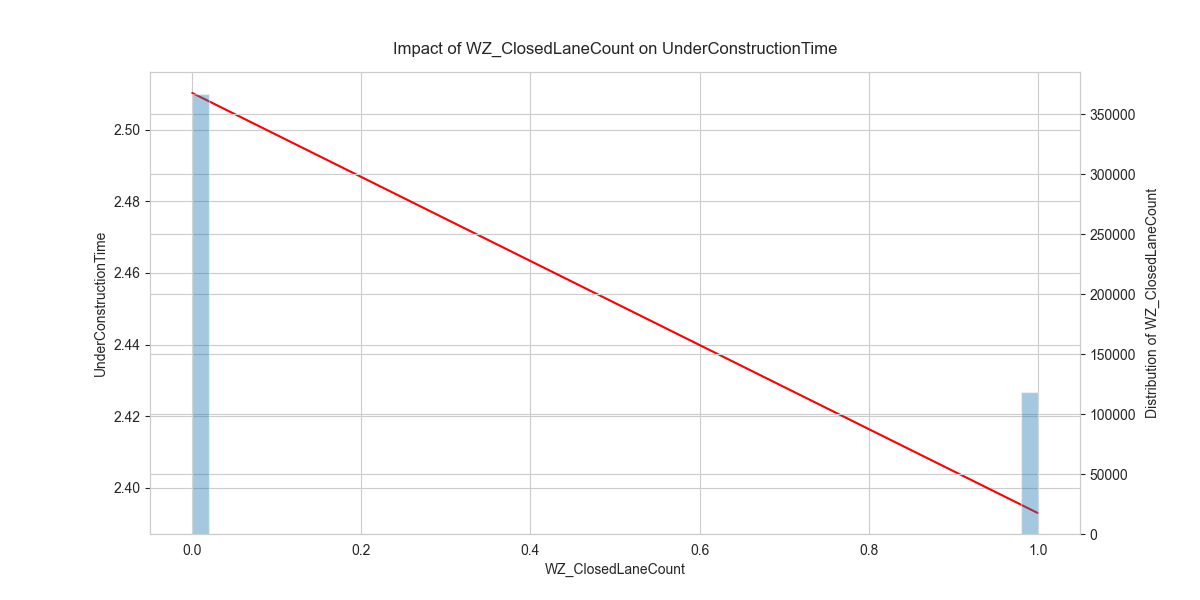 Impact of WZ_ClosedLaneCount on UnderConstructionTime
UnderConstructionTime
2.50
2.48
2.46
2.44
2.42
2.40
350000
300000
250000
200000
150000
100000
50000
0
Distribution of WZ_ClosedLaneCount
0.0 0.2 0.4 0.6 0.8 1.0
WZ_ClosedLaneCount